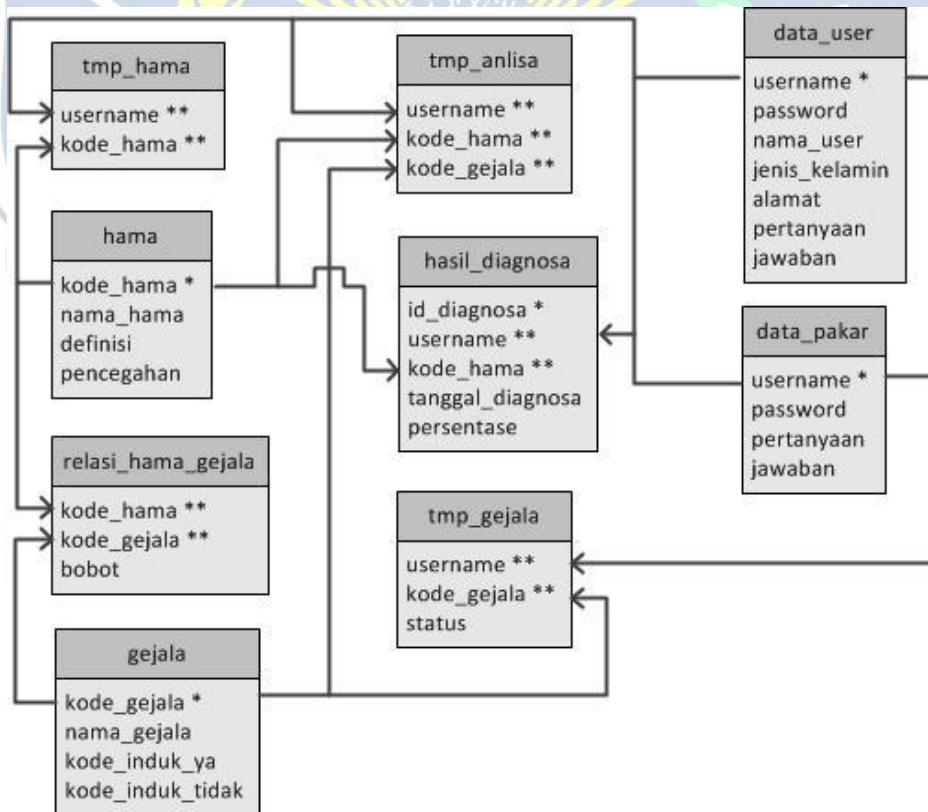 tmp_hama
username **
kode_hama **
hama
kode_hama *
nama_hama
definisi
pencegahan
relasi_hama_gejala
kode_hama **
kode_gejala **
bobot
gejala
kode_gejala *
nama_gejala
kode_induk_ya
kode_induk_tidak
tmp_anlisa
username **
kode_hama **
kode_gejala **
hasil_diagnosa
id_diagnosa *
username **
kode_hama **
tanggal_diagnosa
persentase
tmp_gejala
username **
kode_gejala **
status
data_user
username *
password
nama_user
jenis_kelamin
alamat
pertanyaan
jawaban
data_pakar
username *
password
pertanyaan
jawaban